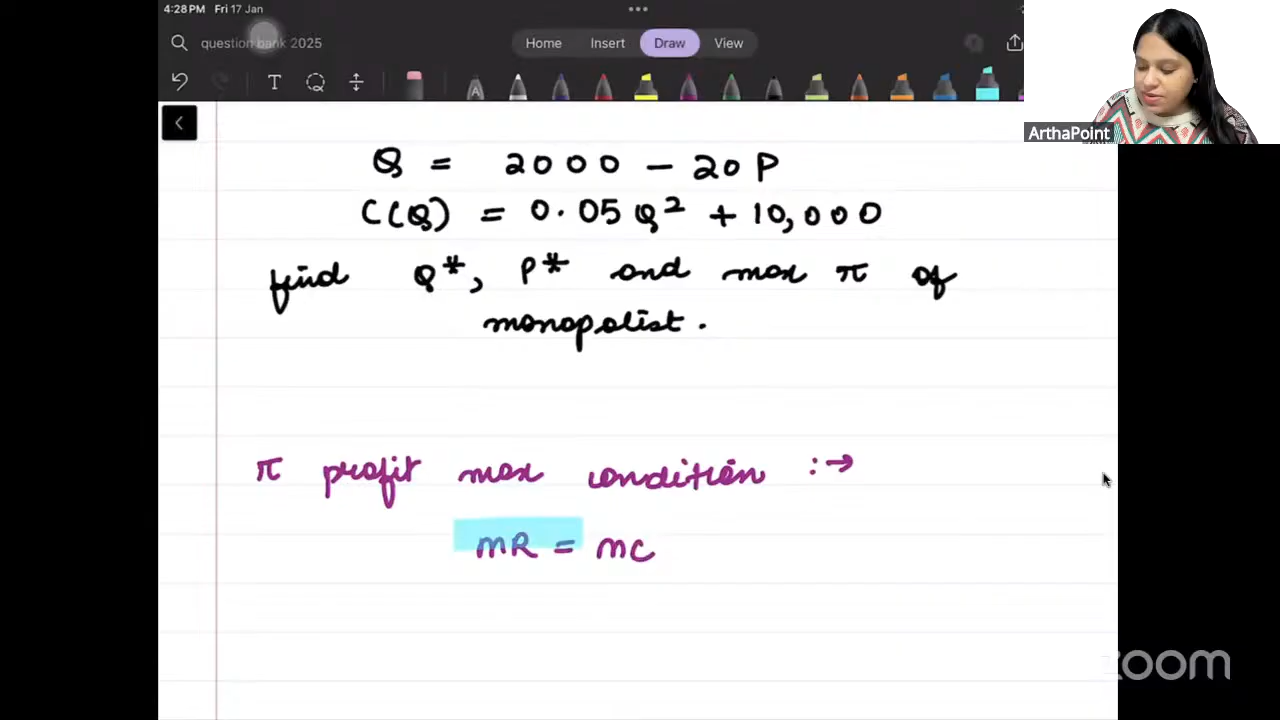 4:28 PM Fri 17 Jan
question bank 2025
Home Insert Draw View
ArthaPoint
Q = 2000 - 20P
C(Q) = 0.05Q² + 10,000
find Q*, P* and max π of
monopolist.
π profit max condition :→
MR = MC
zoom